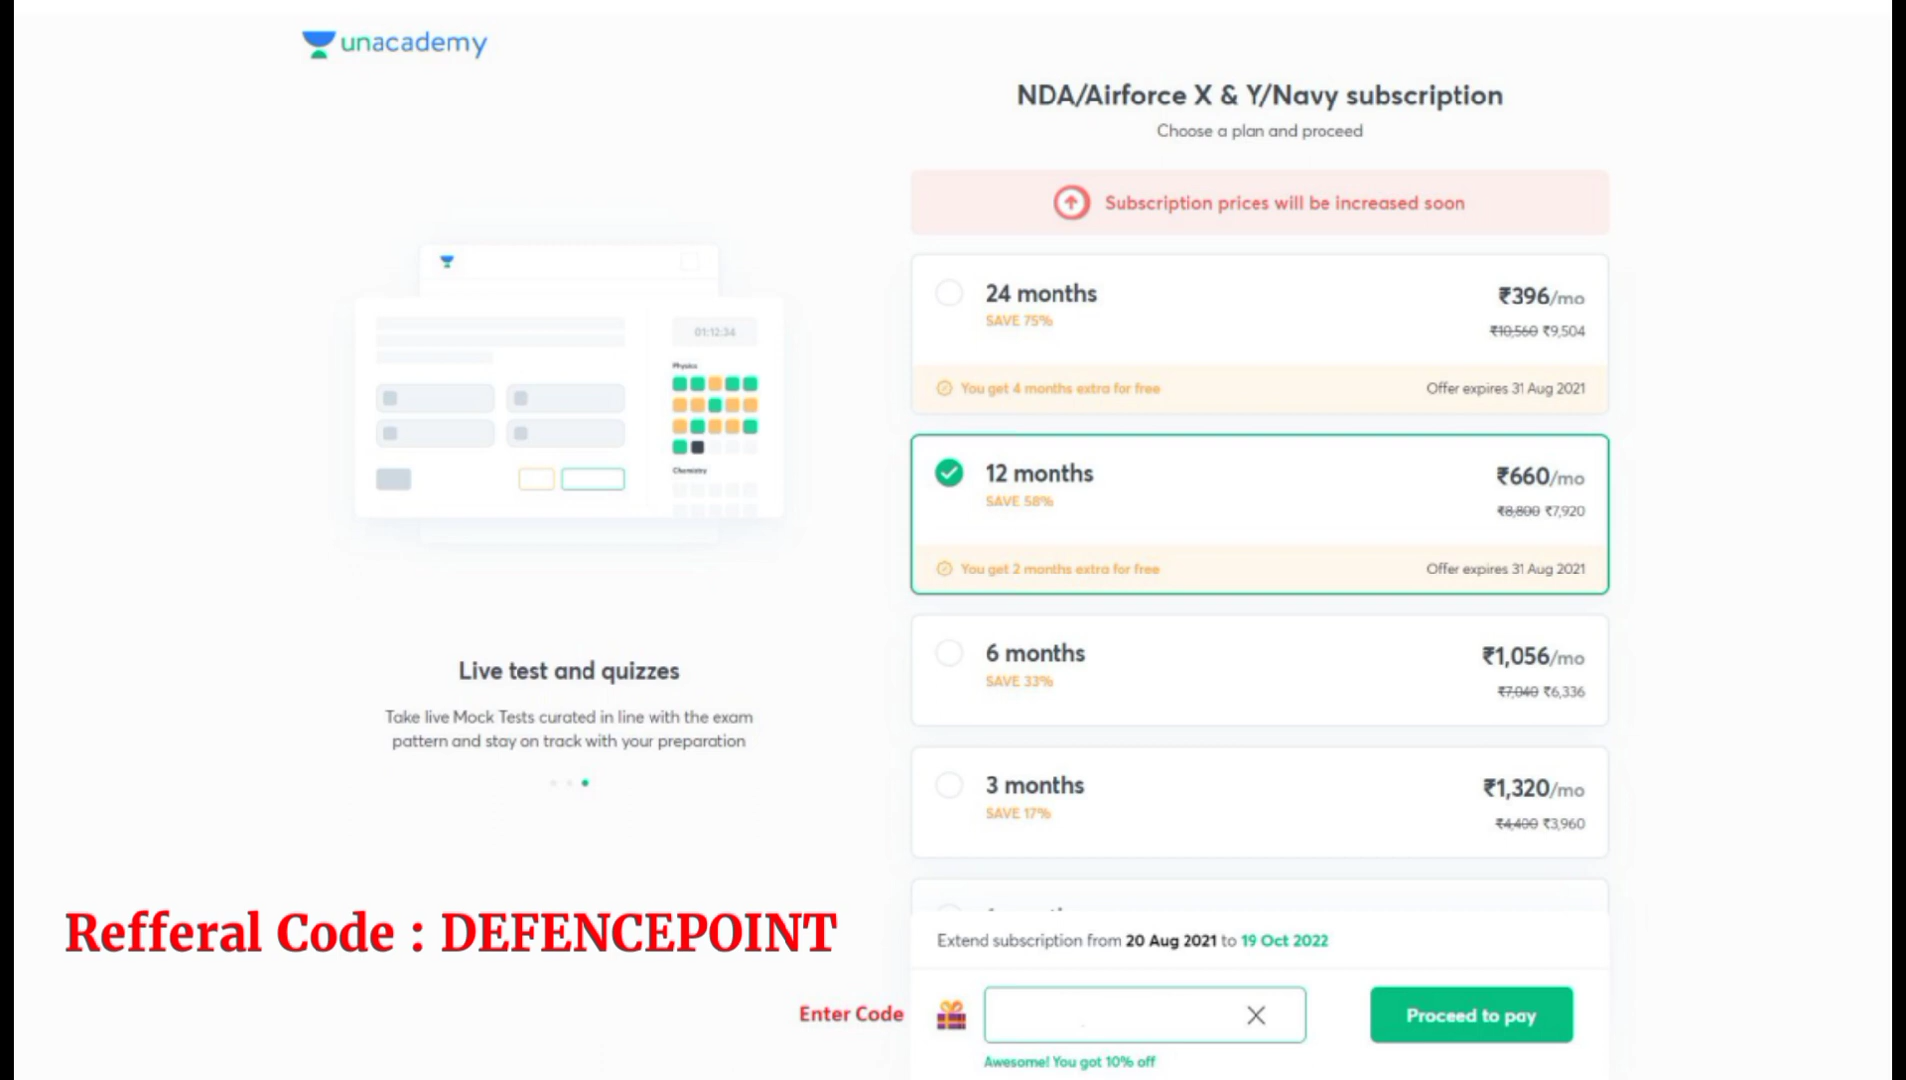 unacademy
NDA/Airforce X & Y/Navy subscription
Choose a plan and proceed
Subscription prices will be increased soon
24 months
SAVE 75%
₹396/mo
₹10,560 ₹9,504
You get 4 months extra for free
Offer expires 31 Aug 2021
12 months
SAVE 58%
₹660/mo
₹8,800 ₹7,920
You get 2 months extra for free
Offer expires 31 Aug 2021
6 months
SAVE 33%
₹1,056/mo
₹7,040 ₹6,336
3 months
SAVE 17%
₹1,320/mo
₹4,400 ₹3,960
01:12:34
Physics
Chemistry
Live test and quizzes
Take live Mock Tests curated in line with the exam
pattern and stay on track with your preparation
Refferal Code : DEFENCEPOINT
Extend subscription from 20 Aug 2021 to 19 Oct 2022
Enter Code
Proceed to pay
Awesome! You got 10% off